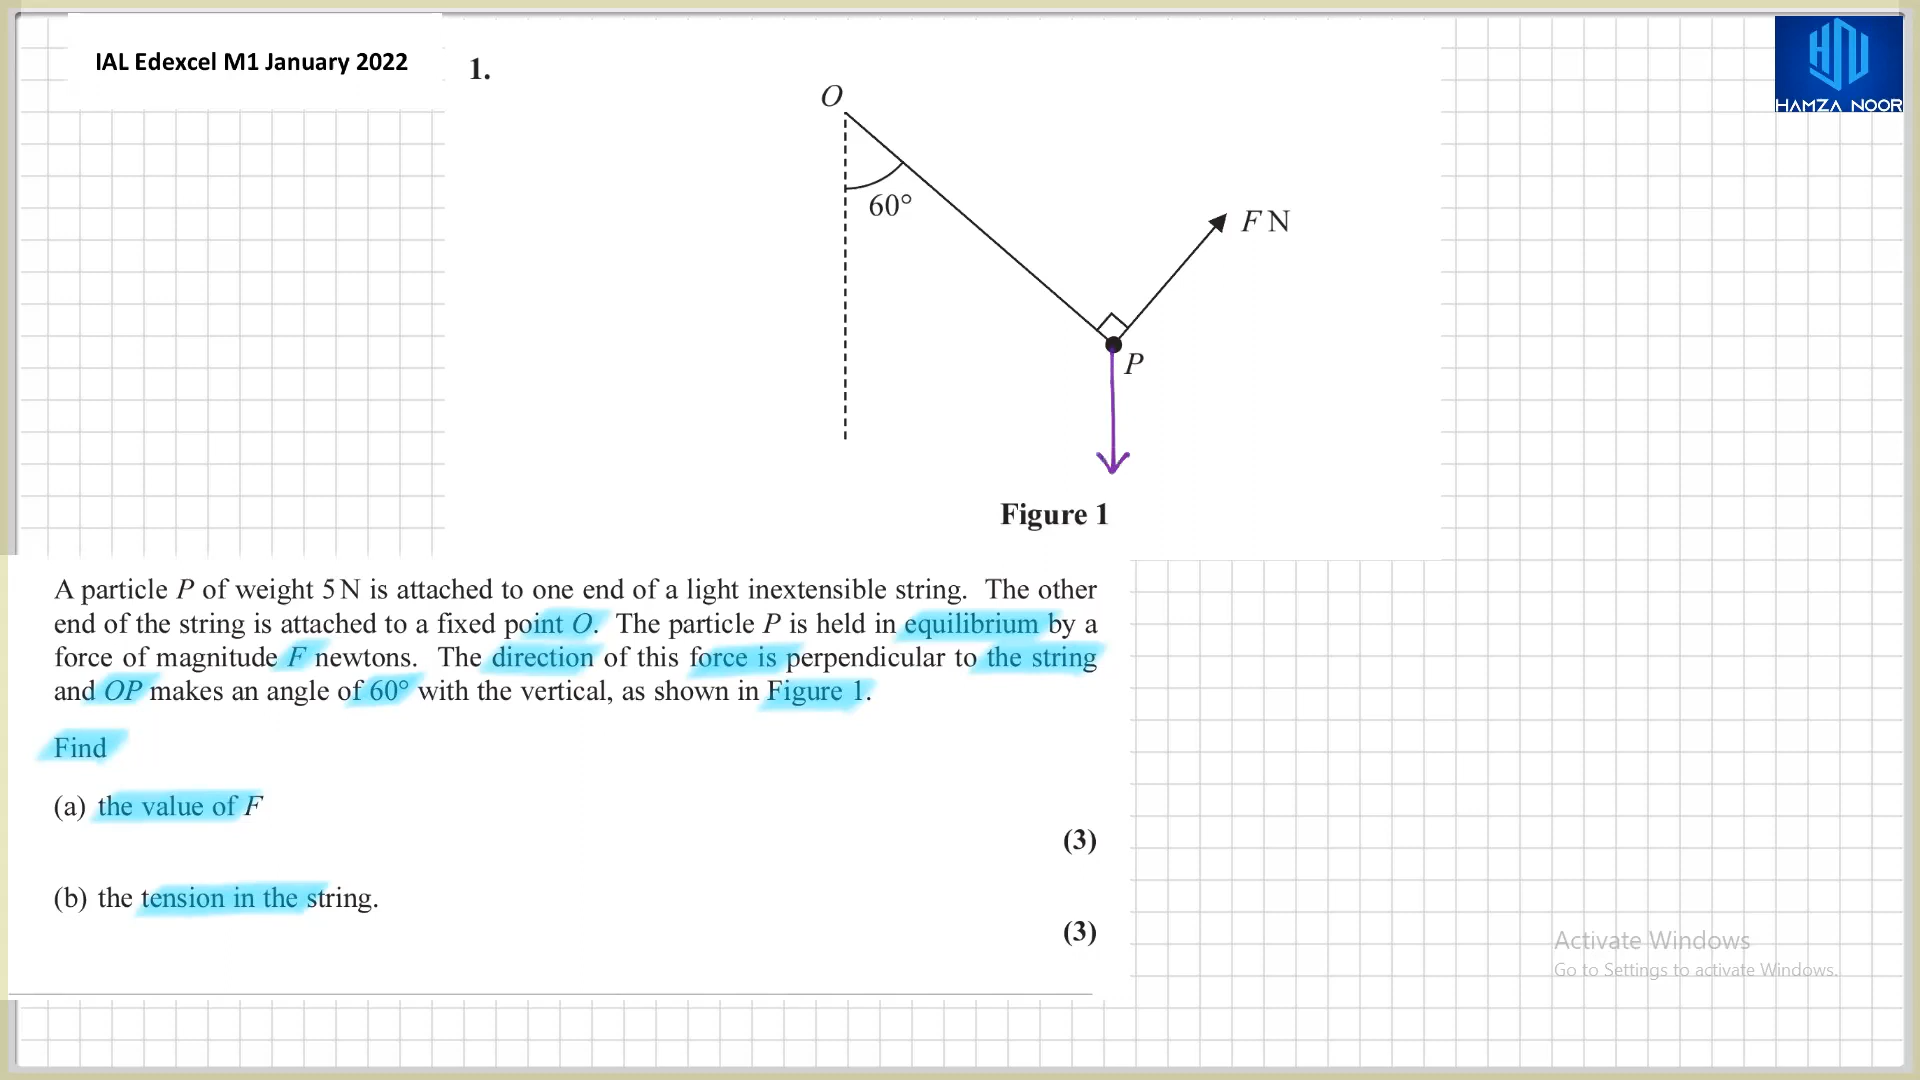 IAL Edexcel M1 January 2022
1.
HAMZA NOOR
O
60°
F N
P
Figure 1
A particle P of weight 5 N is attached to one end of a light inextensible string. The other
end of the string is attached to a fixed point O. The particle P is held in equilibrium by a
force of magnitude F newtons. The direction of this force is perpendicular to the string
and OP makes an angle of 60° with the vertical, as shown in Figure 1.
Find
(a) the value of F
(3)
(b) the tension in the string.
(3)
Activate Windows
Go to Settings to activate Windows.